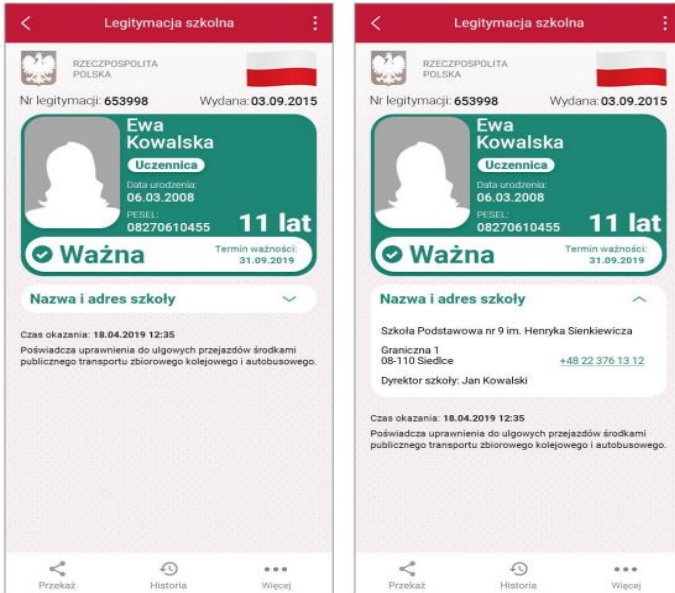 Legitymacja szkolna
RZECZPOSPOLITA
POLSKA
Nr legitymacji: 653998 Wydana: 03.09.2015
Ewa
Kowalska
Uczennica
Data urodzenia:
06.03.2008
PESEL:
08270610455 11 lat
Ważna Termin ważności:
31.09.2019
Nazwa i adres szkoły
Czas okazania: 18.04.2019 12:35
Poświadcza uprawnienia do ulgowych przejazdów środkami
publicznego transportu zbiorowego kolejowego i autobusowego.
Przekaż Historia Więcej
Legitymacja szkolna
RZECZPOSPOLITA
POLSKA
Nr legitymacji: 653998 Wydana: 03.09.2015
Ewa
Kowalska
Uczennica
Data urodzenia:
06.03.2008
PESEL:
08270610455 11 lat
Ważna Termin ważności:
31.09.2019
Nazwa i adres szkoły
Szkoła Podstawowa nr 9 im. Henryka Sienkiewicza
Graniczna 1
08-110 Siedlce +48 22 376 13 12
Dyrektor szkoły: Jan Kowalski
Czas okazania: 18.04.2019 12:35
Poświadcza uprawnienia do ulgowych przejazdów środkami
publicznego transportu zbiorowego kolejowego i autobusowego.
Przekaż Historia Więcej